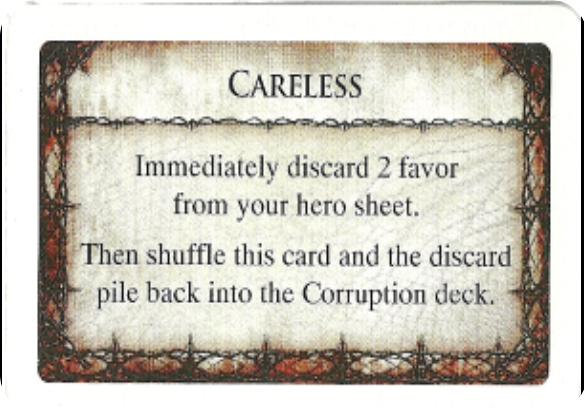 CARELESS
Immediately discard 2 favor
from your hero sheet.
Then shuffle this card and the discard
pile back into the Corruption deck.